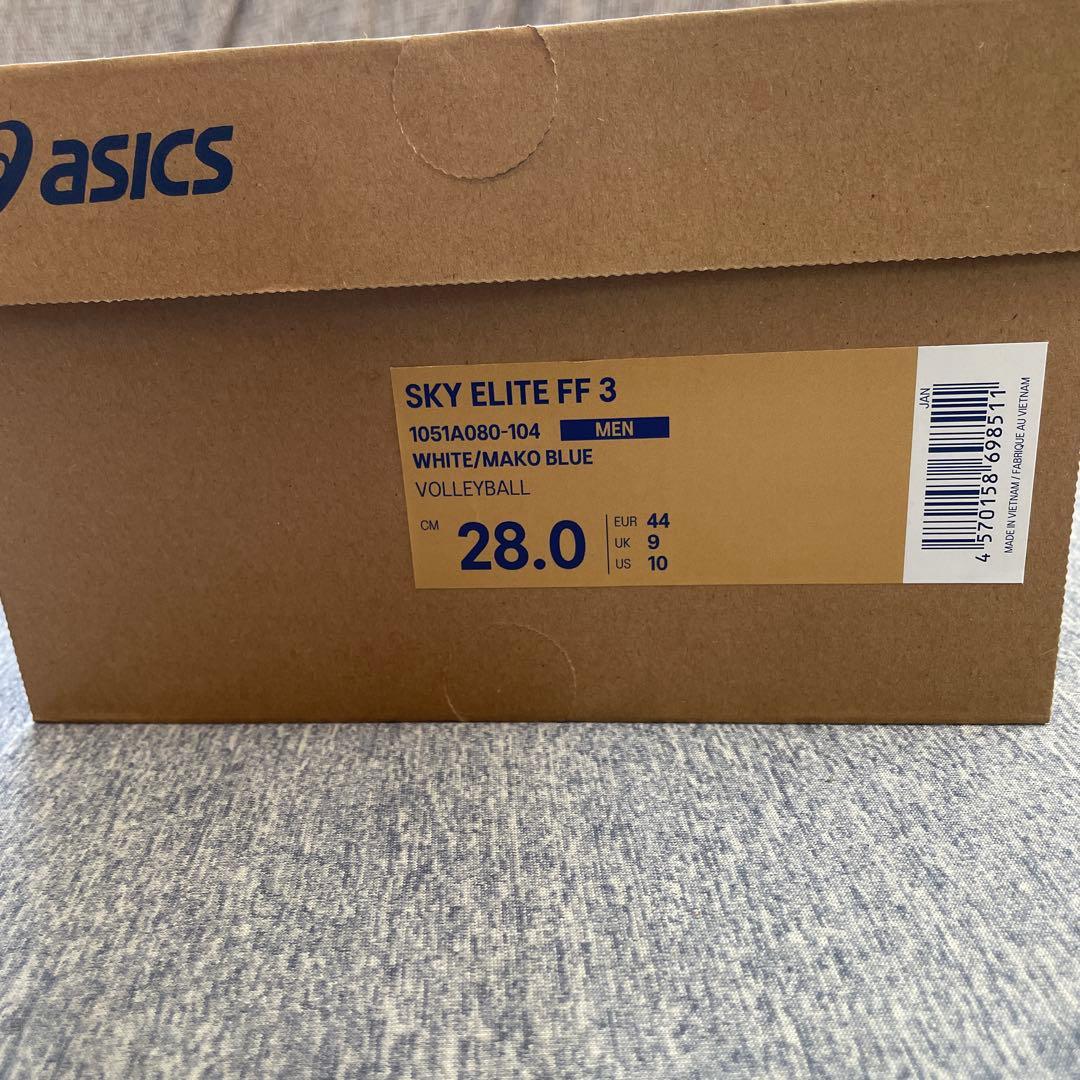 asics
SKY ELITE FF 3
1051A080-104 MEN
WHITE/MAKO BLUE
VOLLEYBALL
CM 28.0
EUR 44
UK 9
US 10
JAN
4 570158 698511
MADE IN VIETNAM / FABRIQUE AU VIETNAM